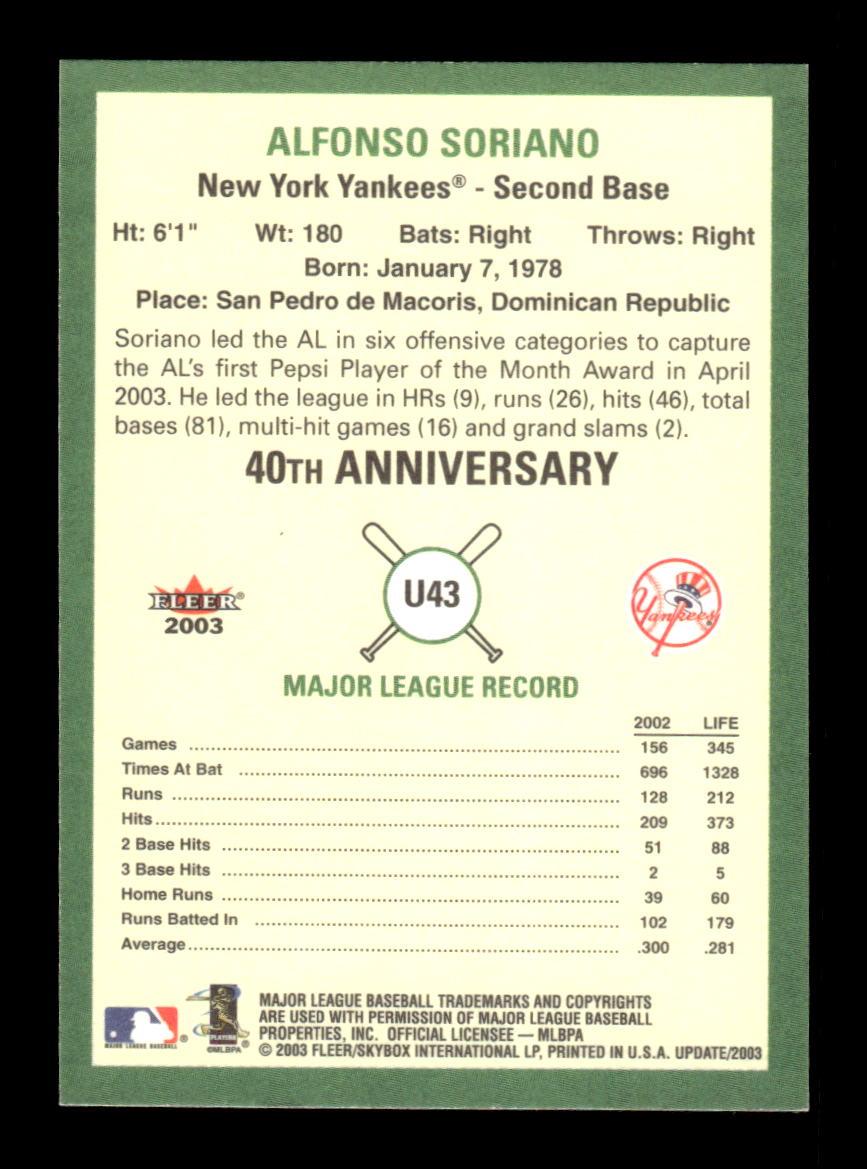 ALFONSO SORIANO
New York Yankees® - Second Base
Ht: 6'1" Wt: 180 Bats: Right Throws: Right
Born: January 7, 1978
Place: San Pedro de Macoris, Dominican Republic
Soriano led the AL in six offensive categories to capture
the AL's first Pepsi Player of the Month Award in April
2003. He led the league in HRs (9), runs (26), hits (46), total
bases (81), multi-hit games (16) and grand slams (2).
40TH ANNIVERSARY
U43
FLEER®
2003
Yankees®
MAJOR LEAGUE RECORD
2002 LIFE
Games 156 345
Times At Bat 696 1328
Runs 128 212
Hits 209 373
2 Base Hits 51 88
3 Base Hits 2 5
Home Runs 39 60
Runs Batted In 102 179
Average .300 .281
MAJOR LEAGUE BASEBALL®
PLAYERS
®
©MLBPA
MAJOR LEAGUE BASEBALL TRADEMARKS AND COPYRIGHTS
ARE USED WITH PERMISSION OF MAJOR LEAGUE BASEBALL
PROPERTIES, INC. OFFICIAL LICENSEE — MLBPA
© 2003 FLEER/SKYBOX INTERNATIONAL LP, PRINTED IN U.S.A. UPDATE/2003